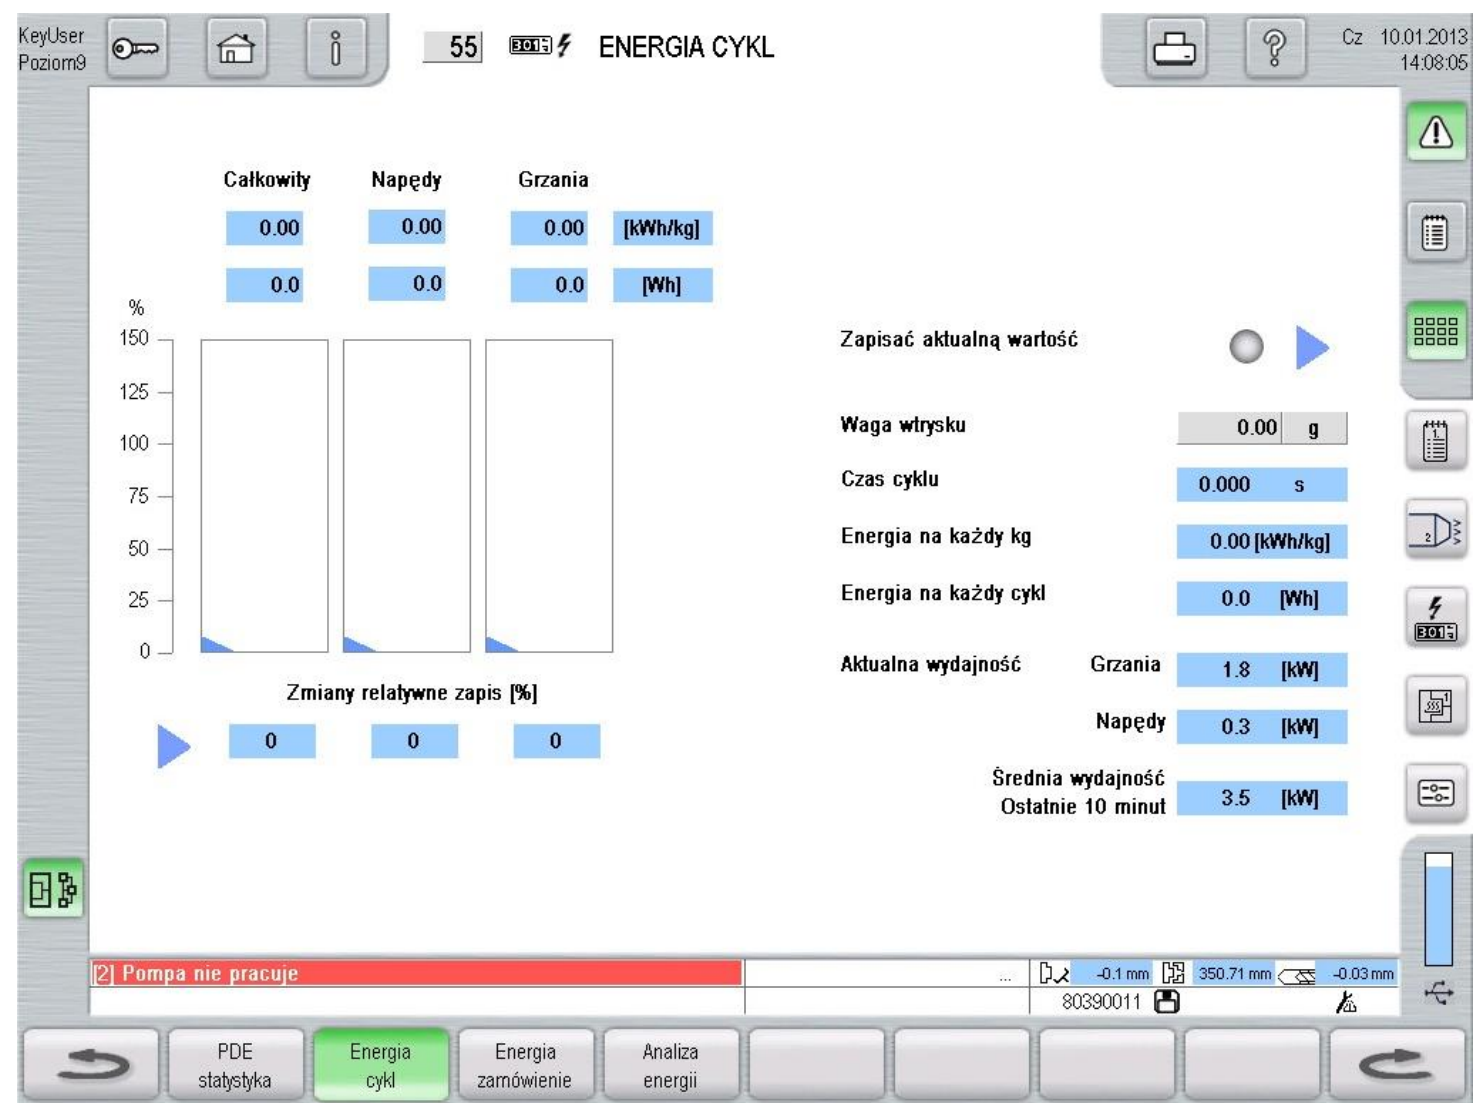 KeyUser
Poziom9
55
ENERGIA CYKL
Cz 10.01.2013
14:08:05
Całkowity Napędy Grzania
0.00 0.00 0.00 [kWh/kg]
0.0 0.0 0.0 [Wh]
%
150
125
100
75
50
25
0
Zmiany relatywne zapis [%]
0 0 0
Zapisać aktualną wartość
Waga wtrysku 0.00 g
Czas cyklu 0.000 s
Energia na każdy kg 0.00 [kWh/kg]
Energia na każdy cykl 0.0 [Wh]
Aktualna wydajność Grzania 1.8 [kW]
Napędy 0.3 [kW]
Średnia wydajność
Ostatnie 10 minut 3.5 [kW]
[2] Pompa nie pracuje
... -0.1 mm 350.71 mm -0.03 mm
80390011
PDE
statystyka
Energia
cykl
Energia
zamówienie
Analiza
energii